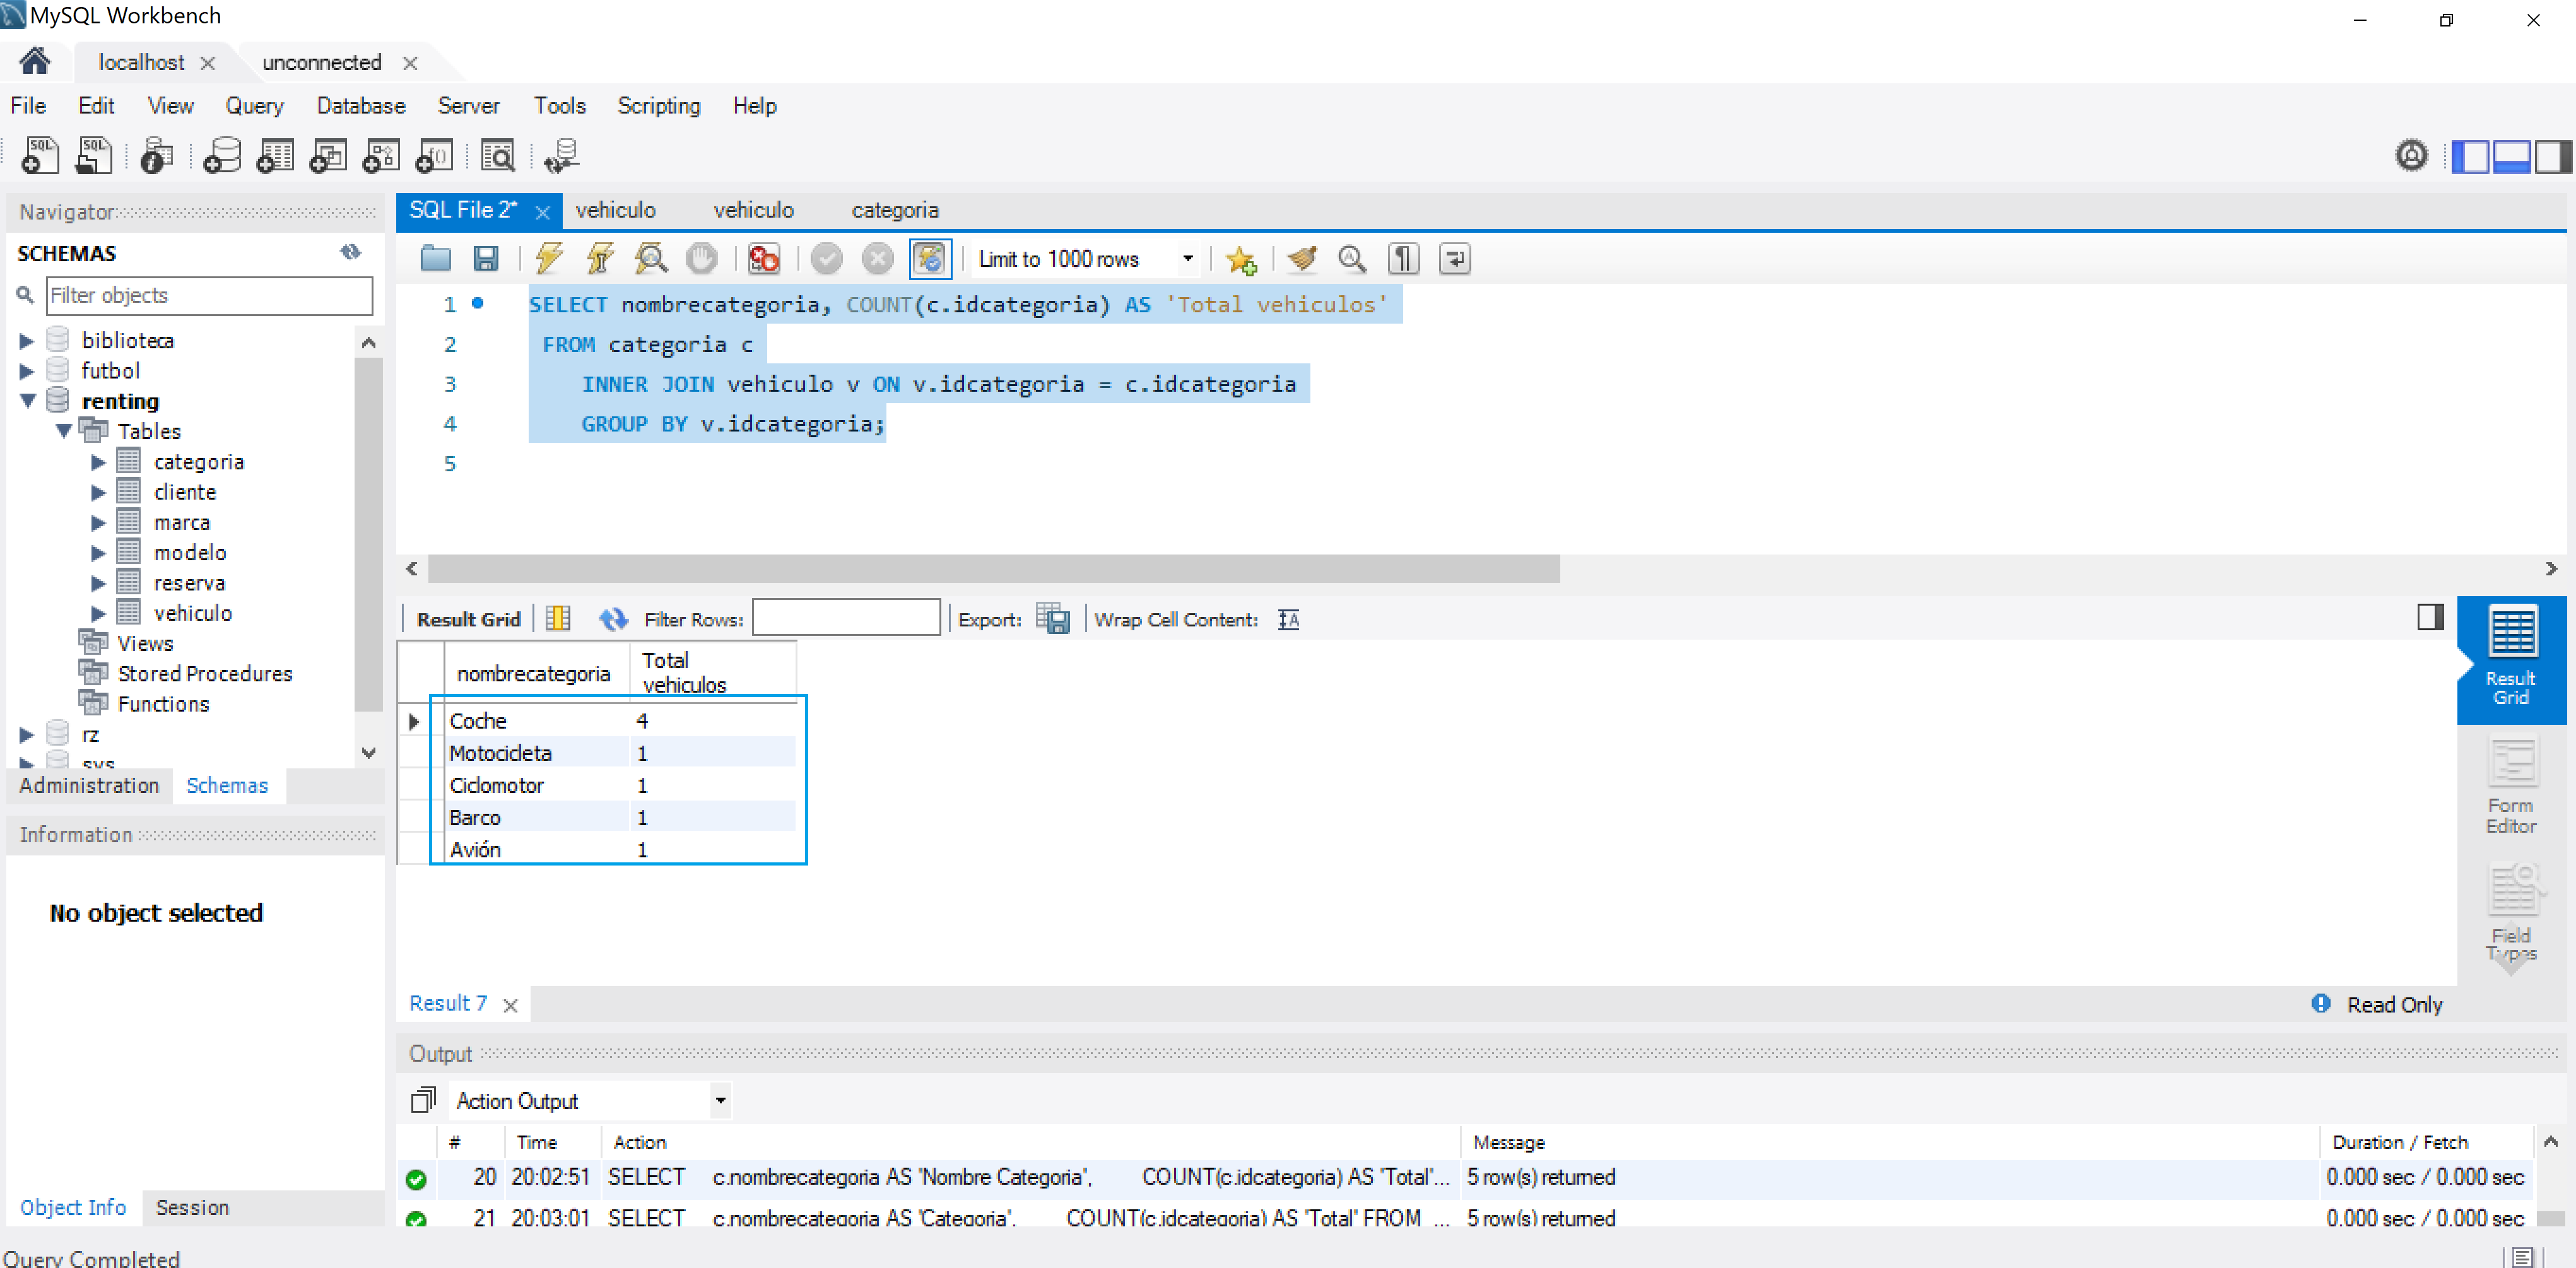 MySQL Workbench
localhost
unconnected
File Edit View Query Database Server Tools Scripting Help
Navigator
SCHEMAS
Filter objects
biblioteca
futbol
renting
Tables
categoria
cliente
marca
modelo
reserva
vehiculo
Views
Stored Procedures
Functions
rz
sys
Administration Schemas
Information
No object selected
Object Info Session
SQL File 2* vehiculo vehiculo categoria
Limit to 1000 rows
1 SELECT nombrecategoria, COUNT(c.idcategoria) AS 'Total vehiculos'
2 FROM categoria c
3 INNER JOIN vehiculo v ON v.idcategoria = c.idcategoria
4 GROUP BY v.idcategoria;
5
Result Grid Filter Rows: Export: Wrap Cell Content:
nombrecategoria Total vehiculos
Coche 4
Motocicleta 1
Ciclomotor 1
Barco 1
Avión 1
Result Grid
Form Editor
Field Types
Result 7
Read Only
Output
Action Output
# Time Action Message Duration / Fetch
20 20:02:51 SELECT c.nombrecategoria AS 'Nombre Categoria', COUNT(c.idcategoria) AS 'Total'... 5 row(s) returned 0.000 sec / 0.000 sec
21 20:03:01 SELECT c.nombrecategoria AS 'Categoria', COUNT(c.idcategoria) AS 'Total' FROM ... 5 row(s) returned 0.000 sec / 0.000 sec
Query Completed